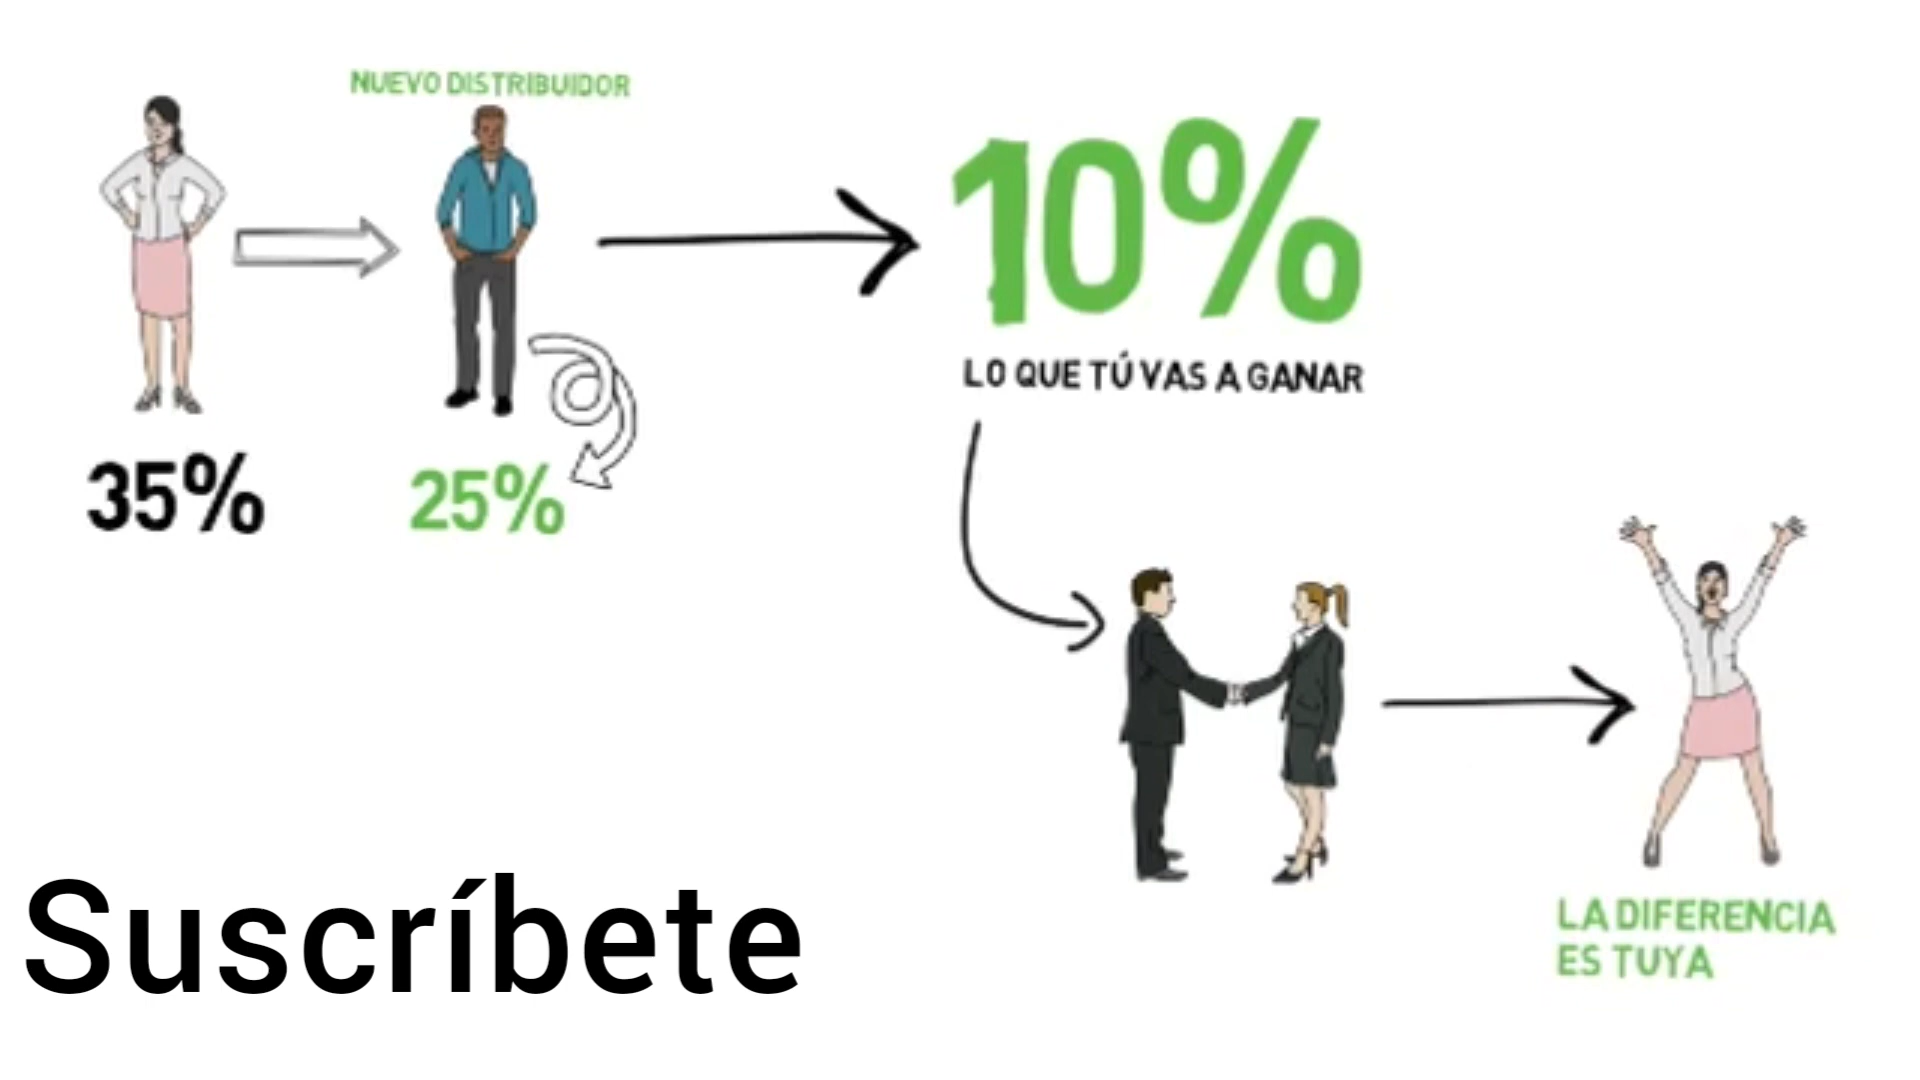 NUEVO DISTRIBUIDOR
10%
LO QUE TÚ VAS A GANAR
35%
25%
LA DIFERENCIA
ES TUYA
Suscríbete